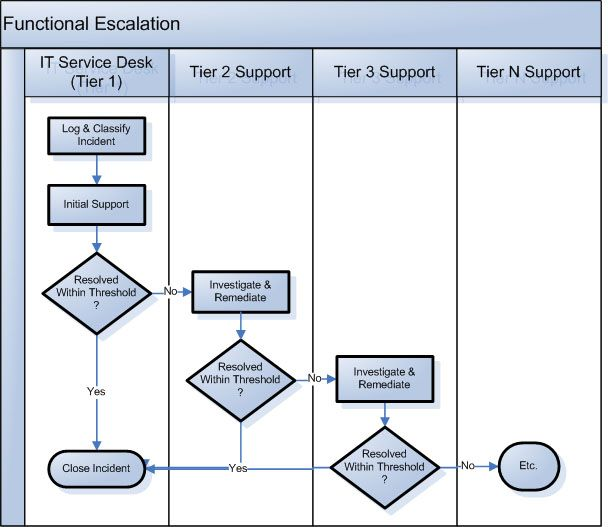 Functional Escalation
IT Service Desk
(Tier 1)
Tier 2 Support
Tier 3 Support
Tier N Support
Log & Classify
Incident
Initial Support
Resolved
Within Threshold
?
No
Investigate &
Remediate
Resolved
Within Threshold
?
No
Investigate &
Remediate
Yes
Resolved
Within Threshold
?
No
Etc.
Yes
Close Incident